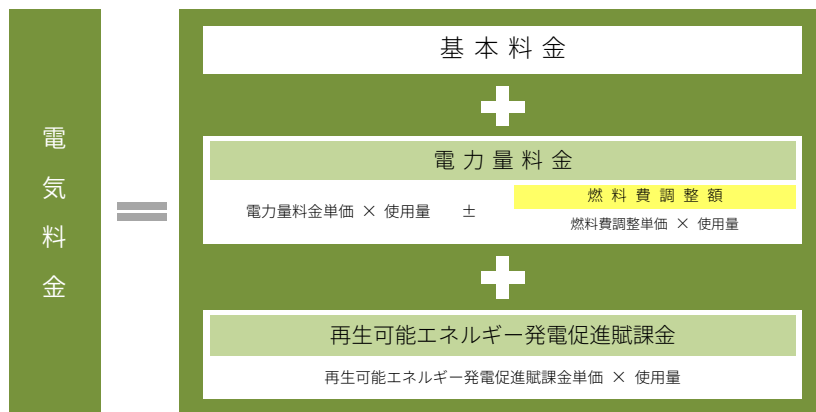 電気料金
＝
基本料金
＋
電力量料金
電力量料金単価 × 使用量 ±
燃料費調整額
燃料費調整単価 × 使用量
＋
再生可能エネルギー発電促進賦課金
再生可能エネルギー発電促進賦課金単価 × 使用量